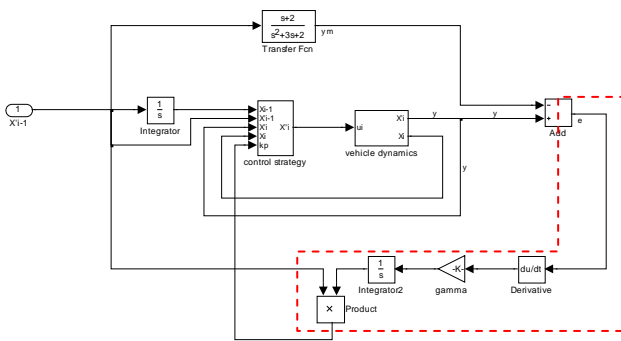 s+2
s²+3s+2
Transfer Fcn
ym
1
X'i-1
1
s
Integrator
Xi-1
X'i-1
X'i
Xi
kp
X''i
control strategy
ui
X'i
Xi
vehicle dynamics
y
y
y
−
+
Add
e
1
s
Integrator2
-K-
gamma
du/dt
Derivative
×
Product